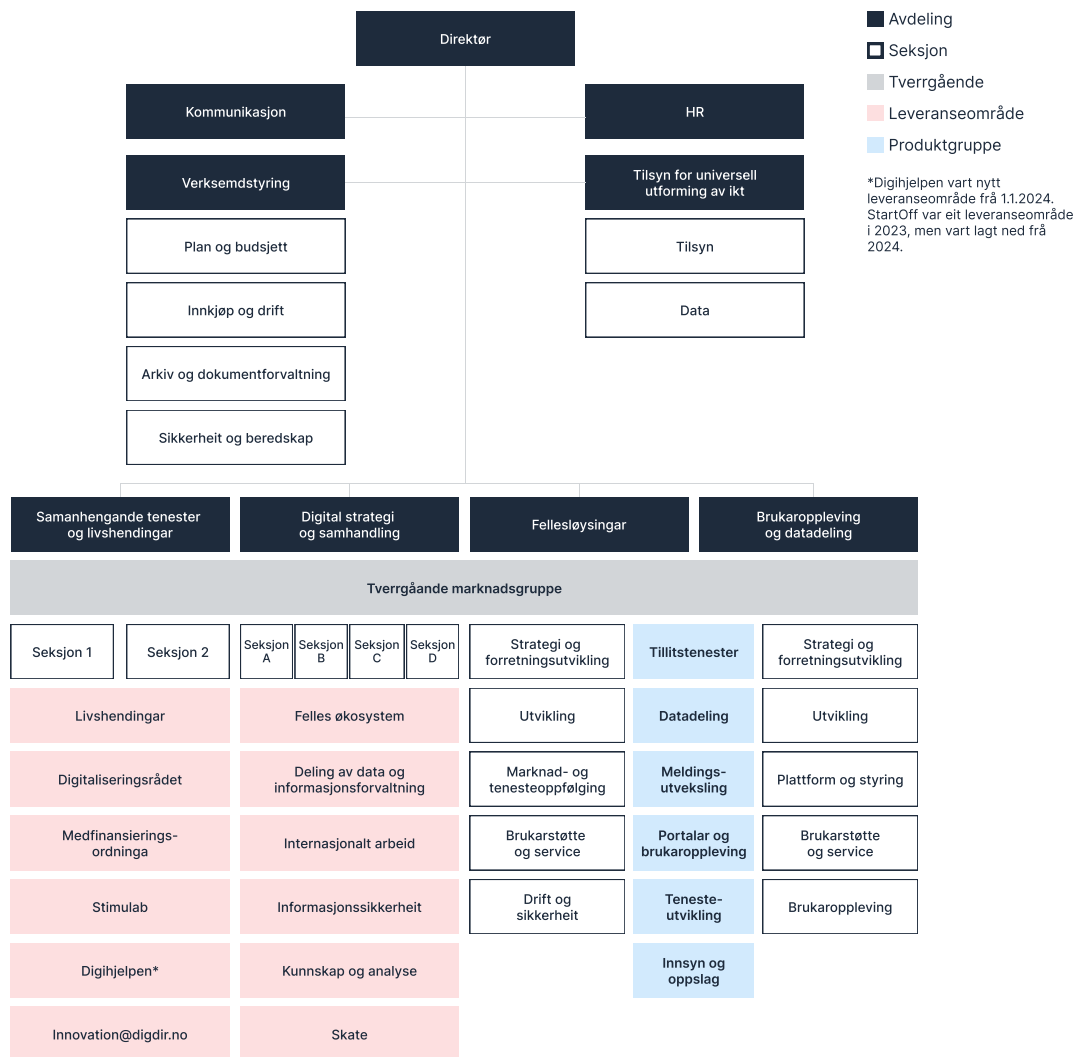 Direktør
Avdeling
Seksjon
Tverrgående
Leveranseområde
Produktgruppe
*Digihjelpen vart nytt
leveranseområde frå 1.1.2024.
StartOff var eit leveranseområde
i 2023, men vart lagt ned frå
2024.
Kommunikasjon
HR
Verksemdstyring
Tilsyn for universell
utforming av ikt
Plan og budsjett
Tilsyn
Innkjøp og drift
Data
Arkiv og dokumentforvaltning
Sikkerheit og beredskap
Samanhengande tenester
og livshendingar
Digital strategi
og samhandling
Fellesløysingar
Brukaroppleving
og datadeling
Tverrgåande marknadsgruppe
Seksjon 1
Seksjon 2
Seksjon
A
Seksjon
B
Seksjon
C
Seksjon
D
Strategi og
forretningsutvikling
Tillitstenester
Strategi og
forretningsutvikling
Livshendingar
Felles økosystem
Utvikling
Datadeling
Utvikling
Digitaliseringsrådet
Deling av data og
informasjonsforvaltning
Marknad- og
tenesteoppfølging
Meldings-
utveksling
Plattform og styring
Medfinansierings-
ordninga
Internasjonalt arbeid
Brukarstøtte
og service
Portalar og
brukaroppleving
Brukarstøtte
og service
Stimulab
Informasjonssikkerheit
Drift og
sikkerheit
Teneste-
utvikling
Brukaroppleving
Digihjelpen*
Kunnskap og analyse
Innsyn og
oppslag
Innovation@digdir.no
Skate